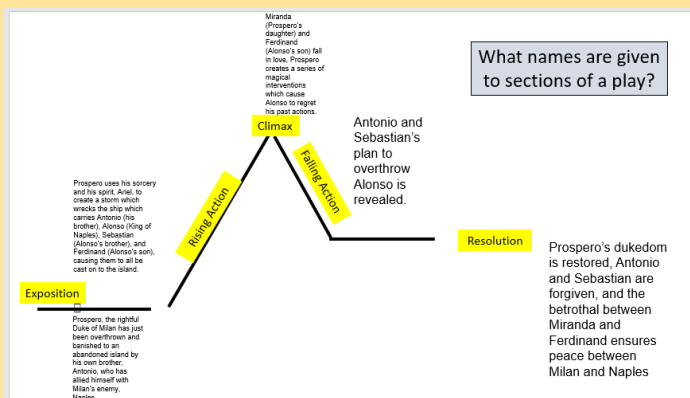 Miranda
(Prospero's
daughter) and
Ferdinand
(Alonso's son) fall
in love, Prospero
creates a series of
magical
interventions
which cause
Alonso to regret
his past actions.
What names are given
to sections of a play?
Climax
Antonio and
Sebastian's
plan to
overthrow
Alonso is
revealed.
Falling Action
Rising Action
Prospero uses his sorcery
and his spirit, Ariel, to
create a storm which
wrecks the ship which
carries Antonio (his
brother), Alonso (King of
Naples), Sebastian
(Alonso's brother), and
Ferdinand (Alonso's son),
causing them to all be
cast on to the island.
Resolution
Prospero's dukedom
is restored, Antonio
and Sebastian are
forgiven, and the
betrothal between
Miranda and
Ferdinand ensures
peace between
Milan and Naples
Exposition
Prospero, the rightful
Duke of Milan has just
been overthrown and
banished to an
abandoned island by
his own brother,
Antonio, who has
allied himself with
Milan's enemy,
Naples